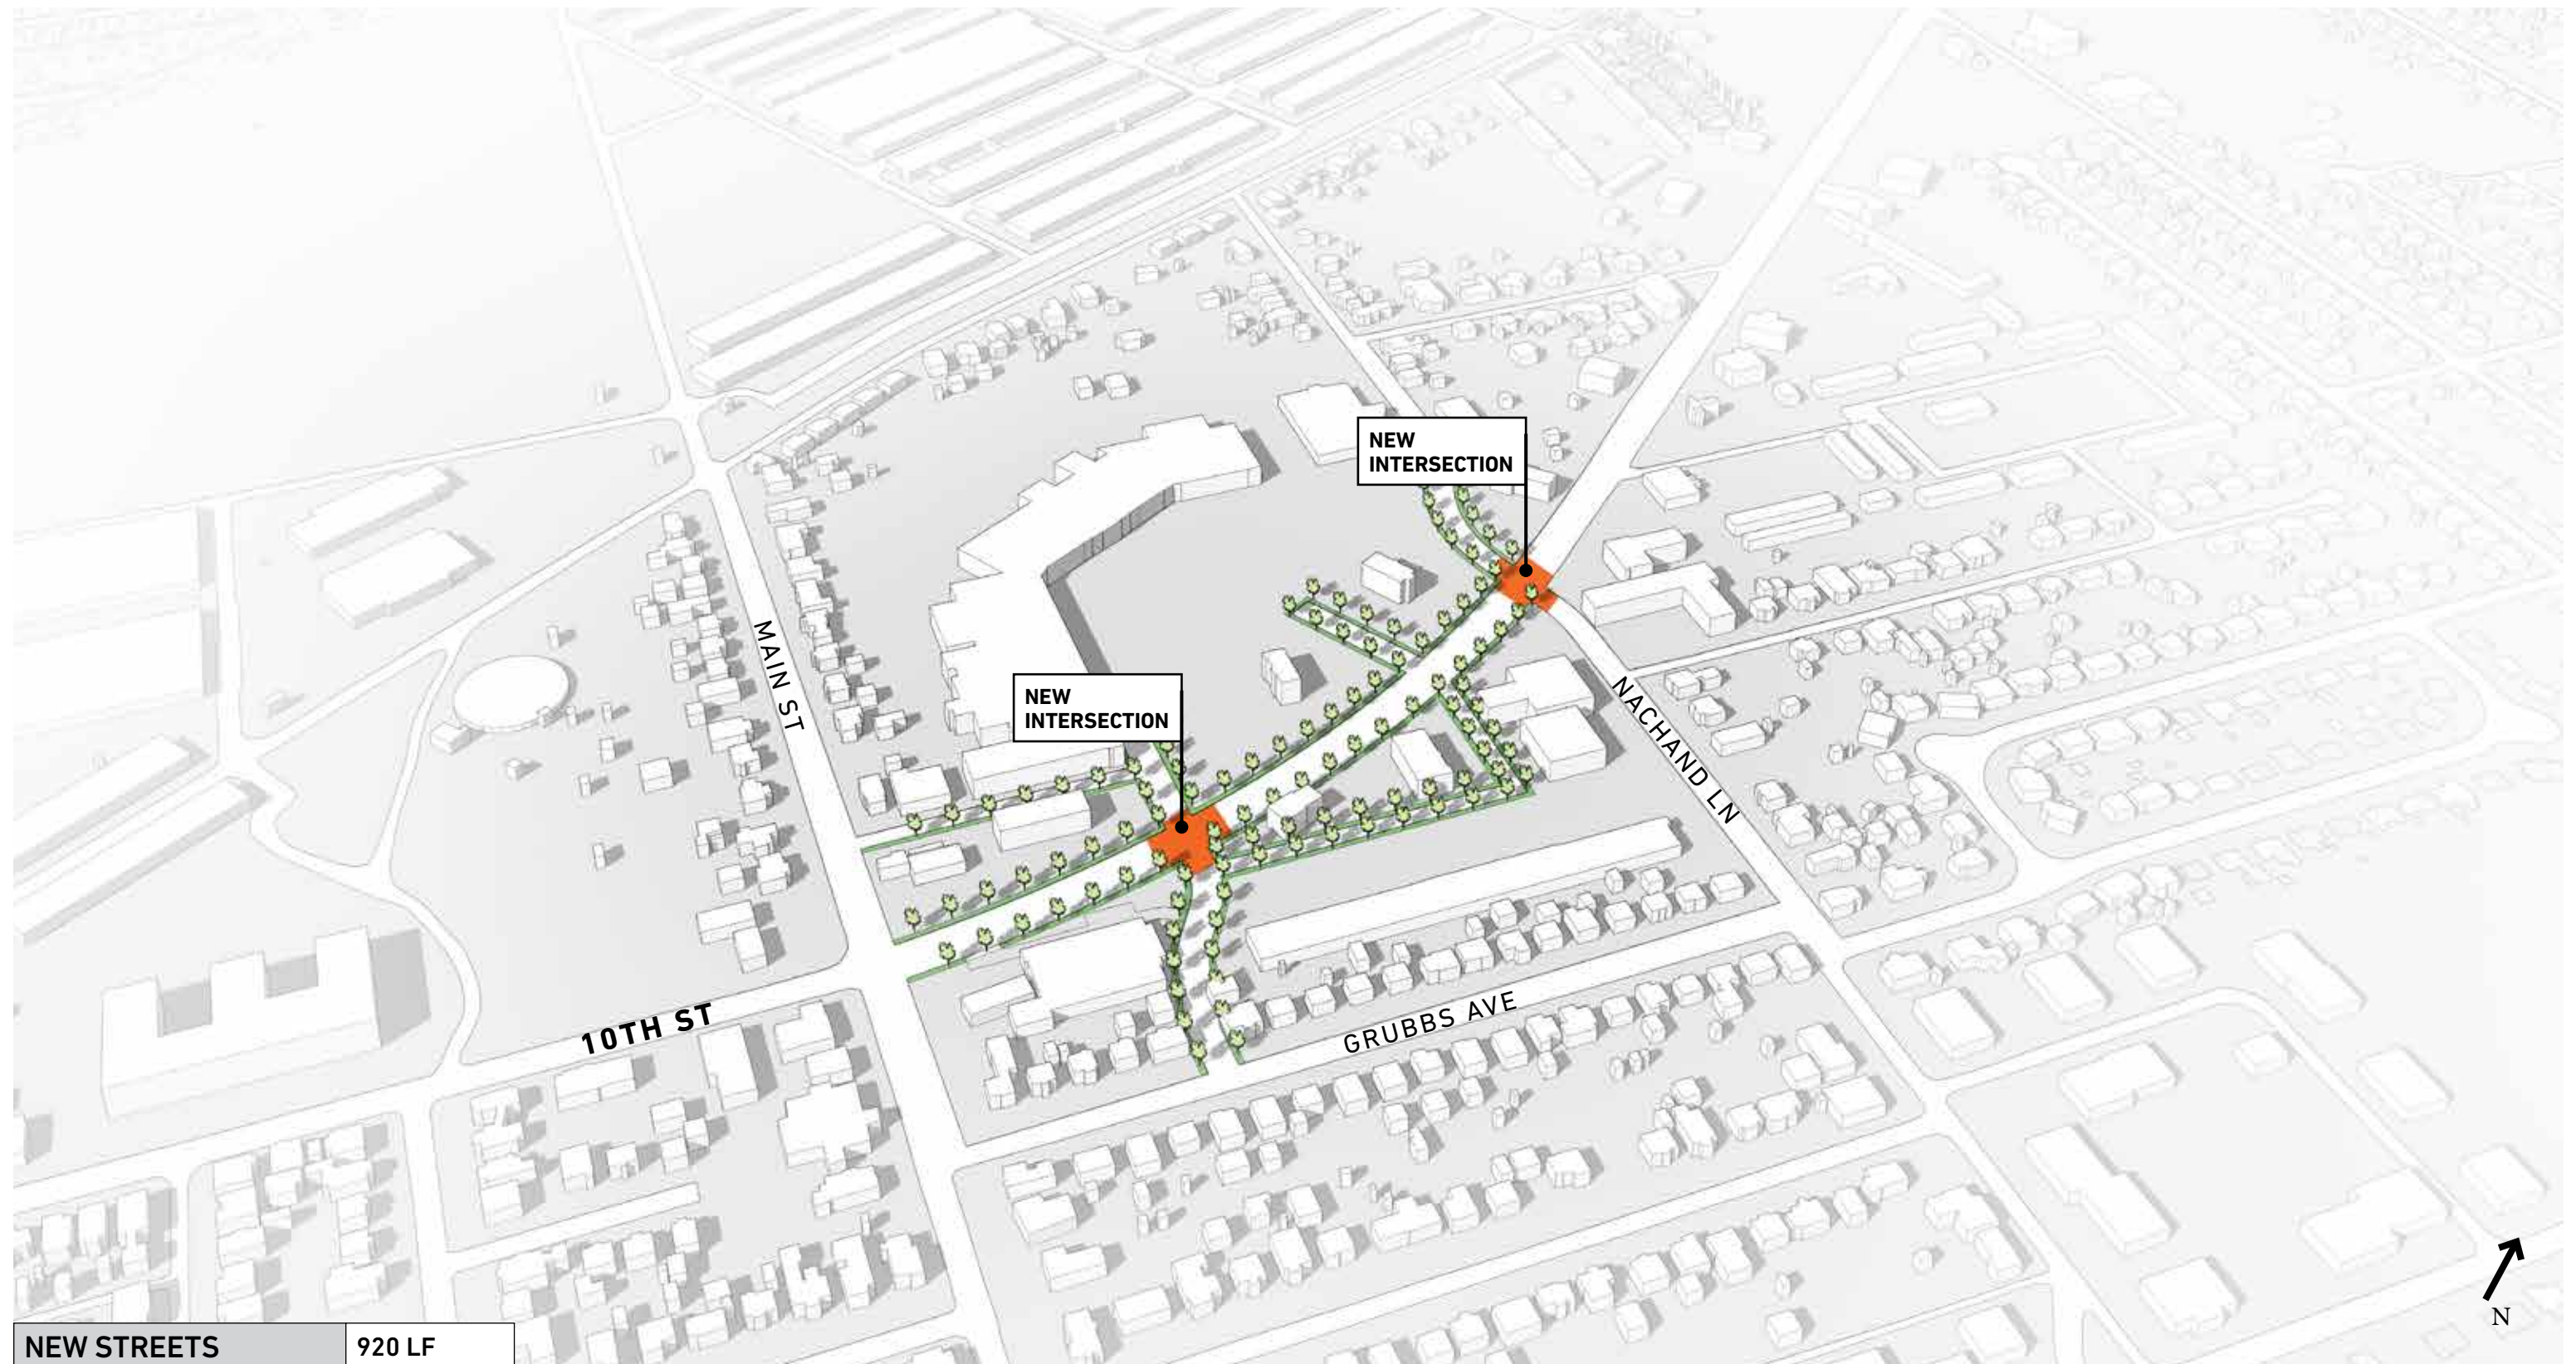 NEW
INTERSECTION
NEW
INTERSECTION
MAIN ST
NACHAND LN
10TH ST
GRUBBS AVE
N
NEW STREETS
920 LF